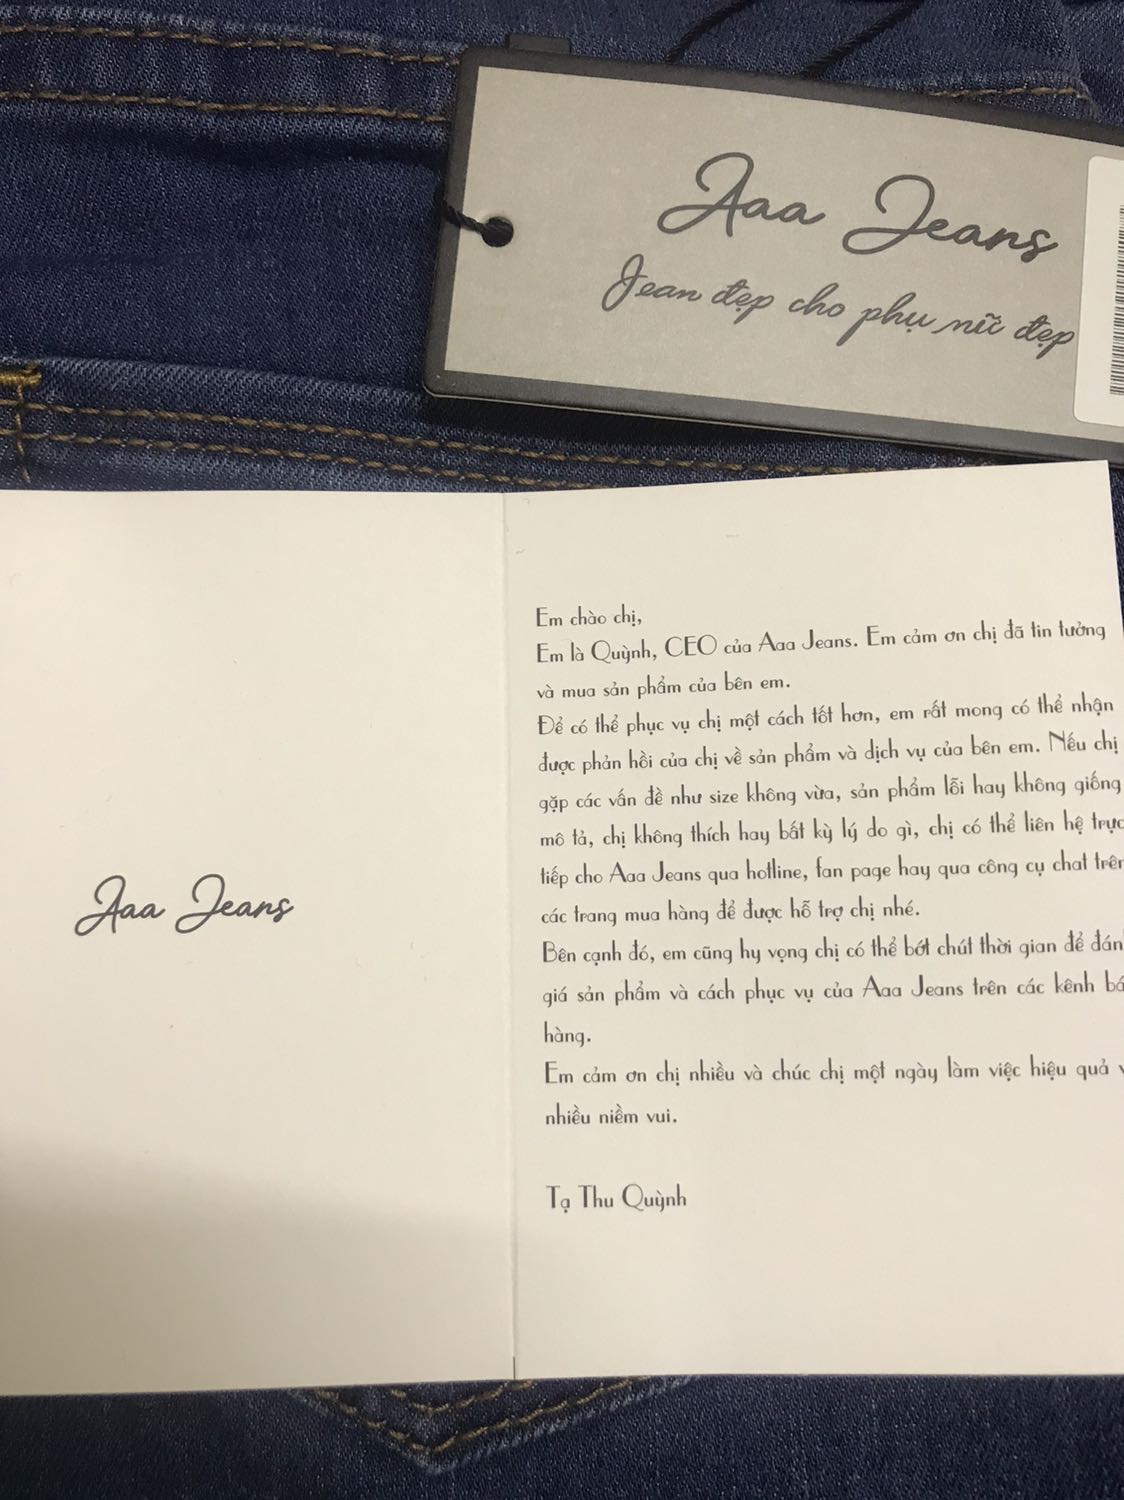 Aaa Jeans
Jean đẹp cho phụ nữ đẹp
Aaa Jeans
Em chào chị,
Em là Quỳnh, CEO của Aaa Jeans. Em cảm ơn chị đã tin tưởng
và mua sản phẩm của bên em.
Để có thể phục vụ chị một cách tốt hơn, em rất mong có thể nhận
được phản hồi của chị về sản phẩm và dịch vụ của bên em. Nếu chị
gặp các vấn đề như size không vừa, sản phẩm lỗi hay không giống
mô tả, chị không thích hay bất kỳ lý do gì, chị có thể liên hệ trực
tiếp cho Aaa Jeans qua hotline, fan page hay qua công cụ chat trên
các trang mua hàng để được hỗ trợ chị nhé.
Bên cạnh đó, em cũng hy vọng chị có thể bớt chút thời gian để
giá sản phẩm và cách phục vụ của Aaa Jeans trên các kênh
hàng.
Em cảm ơn chị nhiều và chúc chị một ngày làm việc hiệu quả
nhiều niềm vui.
Tạ Thu Quỳnh